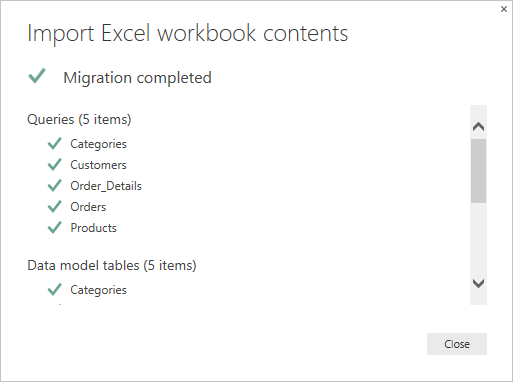 Import Excel workbook contents
Migration completed
Queries (5 items)
Categories
Customers
Order_Details
Orders
Products
Data model tables (5 items)
Categories
Close